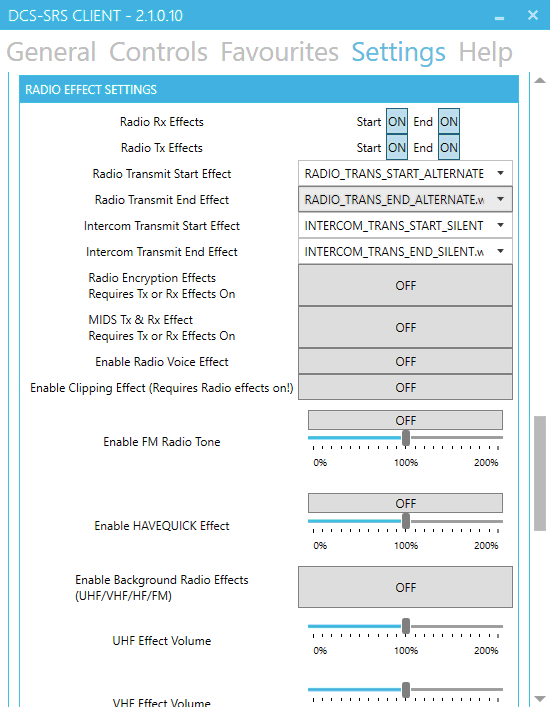 DCS-SRS CLIENT - 2.1.0.10
General Controls Favourites Settings Help
RADIO EFFECT SETTINGS
Radio Rx Effects Start ON End ON
Radio Tx Effects Start ON End ON
Radio Transmit Start Effect RADIO_TRANS_START_ALTERNATE
Radio Transmit End Effect RADIO_TRANS_END_ALTERNATE.w
Intercom Transmit Start Effect INTERCOM_TRANS_START_SILENT
Intercom Transmit End Effect INTERCOM_TRANS_END_SILENT.w
Radio Encryption Effects
Requires Tx or Rx Effects On
OFF
MIDS Tx & Rx Effect
Requires Tx or Rx Effects On
OFF
Enable Radio Voice Effect OFF
Enable Clipping Effect (Requires Radio effects on!) OFF
OFF
Enable FM Radio Tone
0% 100% 200%
OFF
Enable HAVEQUICK Effect
0% 100% 200%
Enable Background Radio Effects
(UHF/VHF/HF/FM)
OFF
UHF Effect Volume
0% 100% 200%
VHF Effect Volume